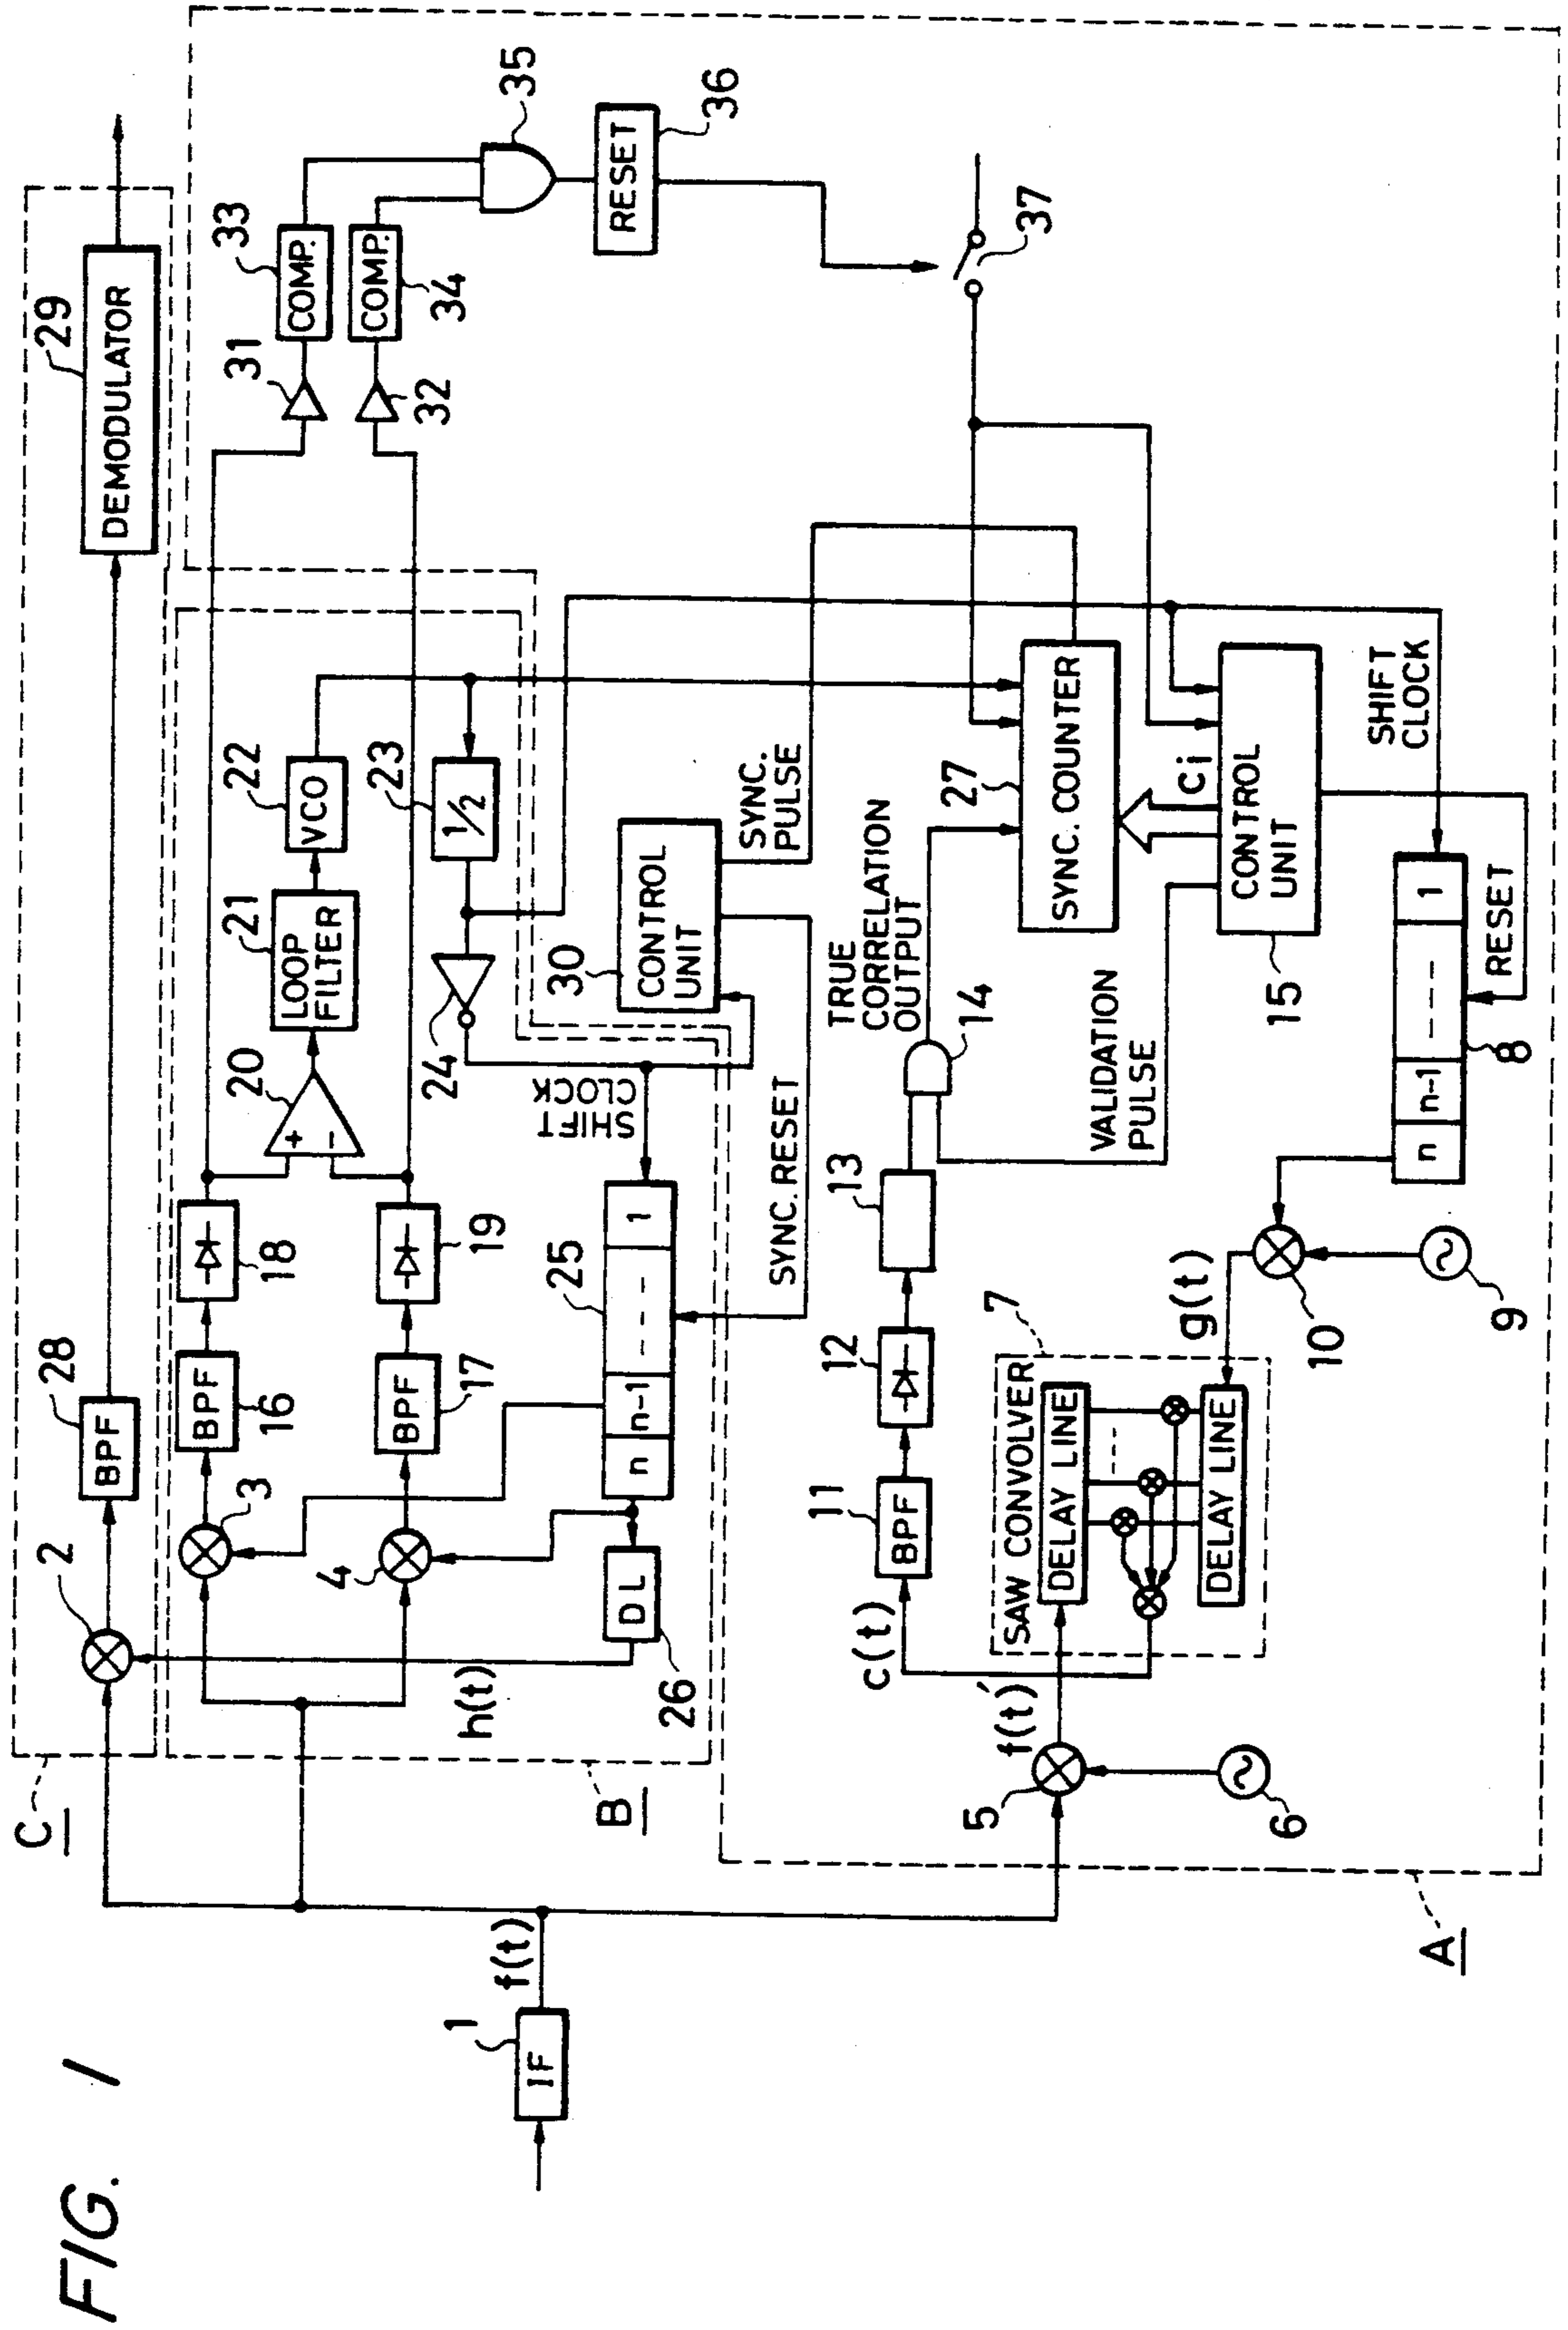 FIG. 1
1
IF
f(t)
C
2
28
BPF
29
DEMODULATOR
B
3
BPF
16
18
4
BPF
17
19
h(t)
+
-
20
21
LOOP
FILTER
22
VCO
23
1/2
24
SHIFT
CLOCK
25
n
n-1
1
DL
26
30
CONTROL
UNIT
SYNC. RESET
SYNC.
PULSE
31
33
COMP.
32
34
COMP.
35
RESET
36
37
A
5
6
f(t)´
c(t)
7
SAW CONVOLVER
DELAY LINE
DELAY LINE
g(t)
10
9
11
BPF
12
13
14
TRUE
CORRELATION
OUTPUT
VALIDATION
PULSE
27
SYNC. COUNTER
Ci
15
CONTROL
UNIT
SHIFT
CLOCK
RESET
n
n-1
1
8